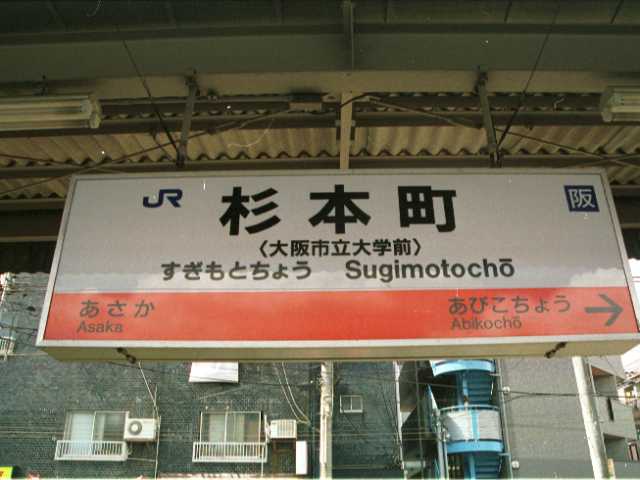 JR 杉本町 阪
〈大阪市立大学前〉
すぎもとちょう Sugimotochō
あさか あびこちょう →
Asaka Abikochō